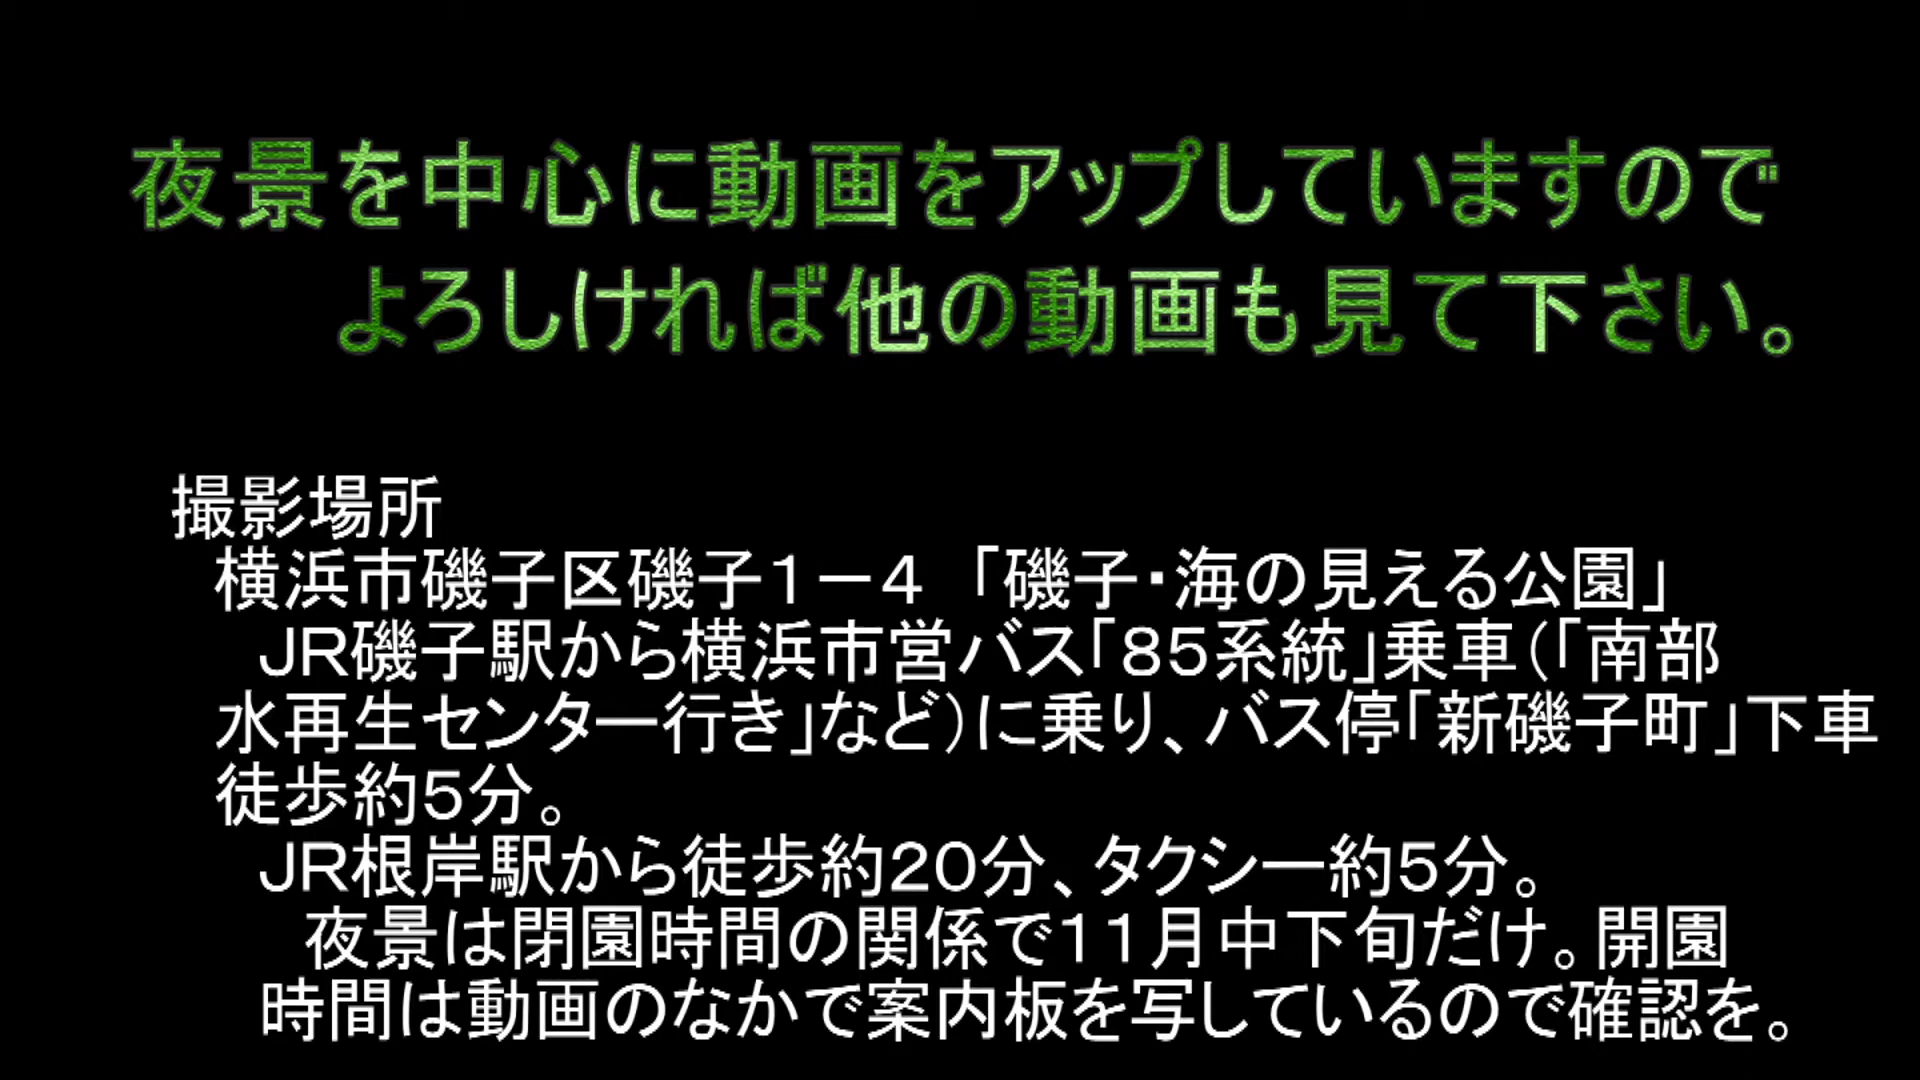 夜景を中心に動画をアップしていますので
よろしければ他の動画も見て下さい。
撮影場所
横浜市磯子区磯子１－４　「磯子・海の見える公園」
ＪＲ磯子駅から横浜市営バス「８５系統」乗車（「南部
水再生センター行き」など）に乗り、バス停「新磯子町」下車
徒歩約５分。
ＪＲ根岸駅から徒歩約２０分、タクシー約５分。
夜景は閉園時間の関係で１１月中下旬だけ。開園
時間は動画のなかで案内板を写しているので確認を。